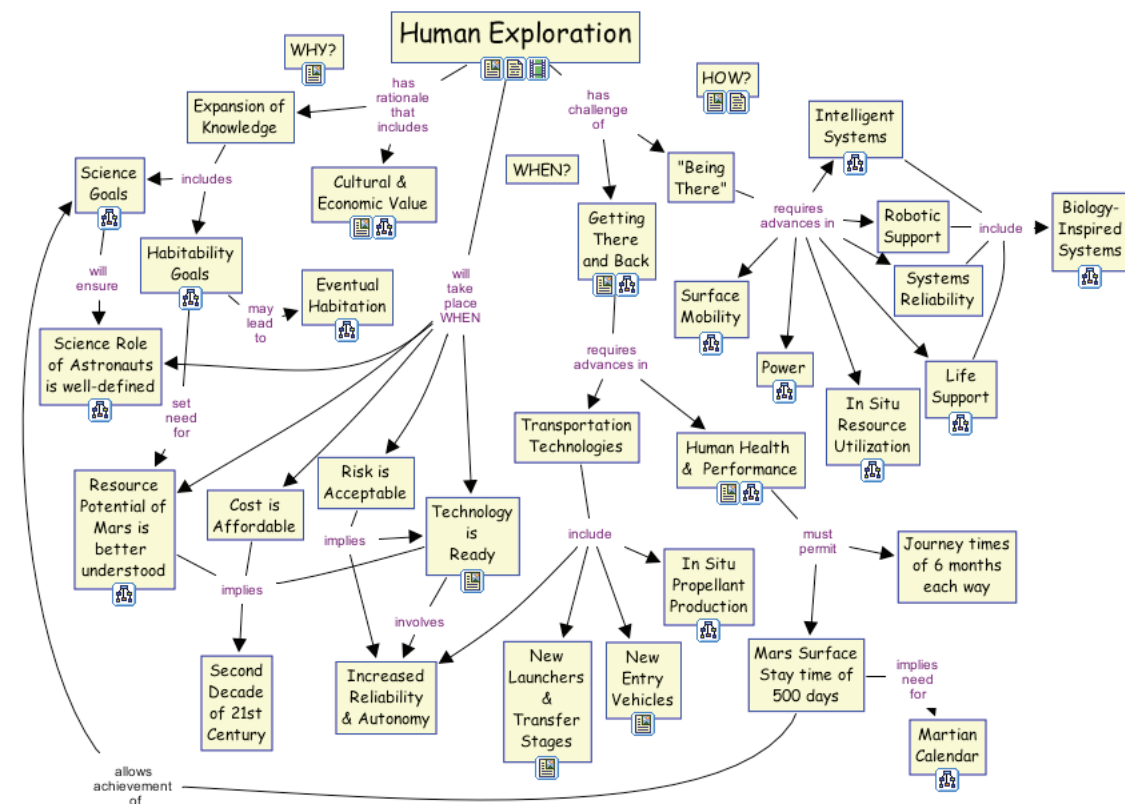 Human Exploration
WHY?
HOW?
has
rationale
that
includes
has
challenge
of
Expansion of
Knowledge
Intelligent
Systems
Science
Goals
includes
Cultural &
Economic Value
WHEN?
"Being
There"
requires
advances in
Robotic
Support
include
Biology-
Inspired
Systems
Getting
There
and Back
Habitability
Goals
will
ensure
may
lead to
Eventual
Habitation
will
take
place
WHEN
Systems
Reliability
Surface
Mobility
Science Role
of Astronauts
is well-defined
requires
advances in
Power
In Situ
Resource
Utilization
Life
Support
set
need
for
Transportation
Technologies
Human Health
& Performance
Resource
Potential of
Mars is
better
understood
Cost is
Affordable
Risk is
Acceptable
Technology
is
Ready
implies
include
must
permit
Journey times
of 6 months
each way
In Situ
Propellant
Production
implies
involves
Second
Decade
of 21st
Century
Increased
Reliability
& Autonomy
New
Launchers
&
Transfer
Stages
New
Entry
Vehicles
Mars Surface
Stay time of
500 days
implies
need
for
Martian
Calendar
allows
achievement
of